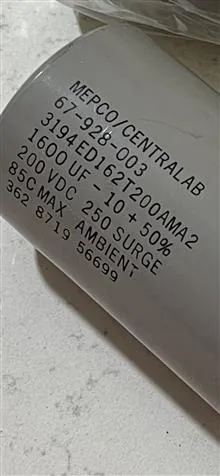 MEPCO/CENTRALAB
67-928-003
3194ED162T200AMA2
1600 UF - 10 + 50%
200 VDC 250 SURGE
85C MAX AMBIENT
362 8719 56699